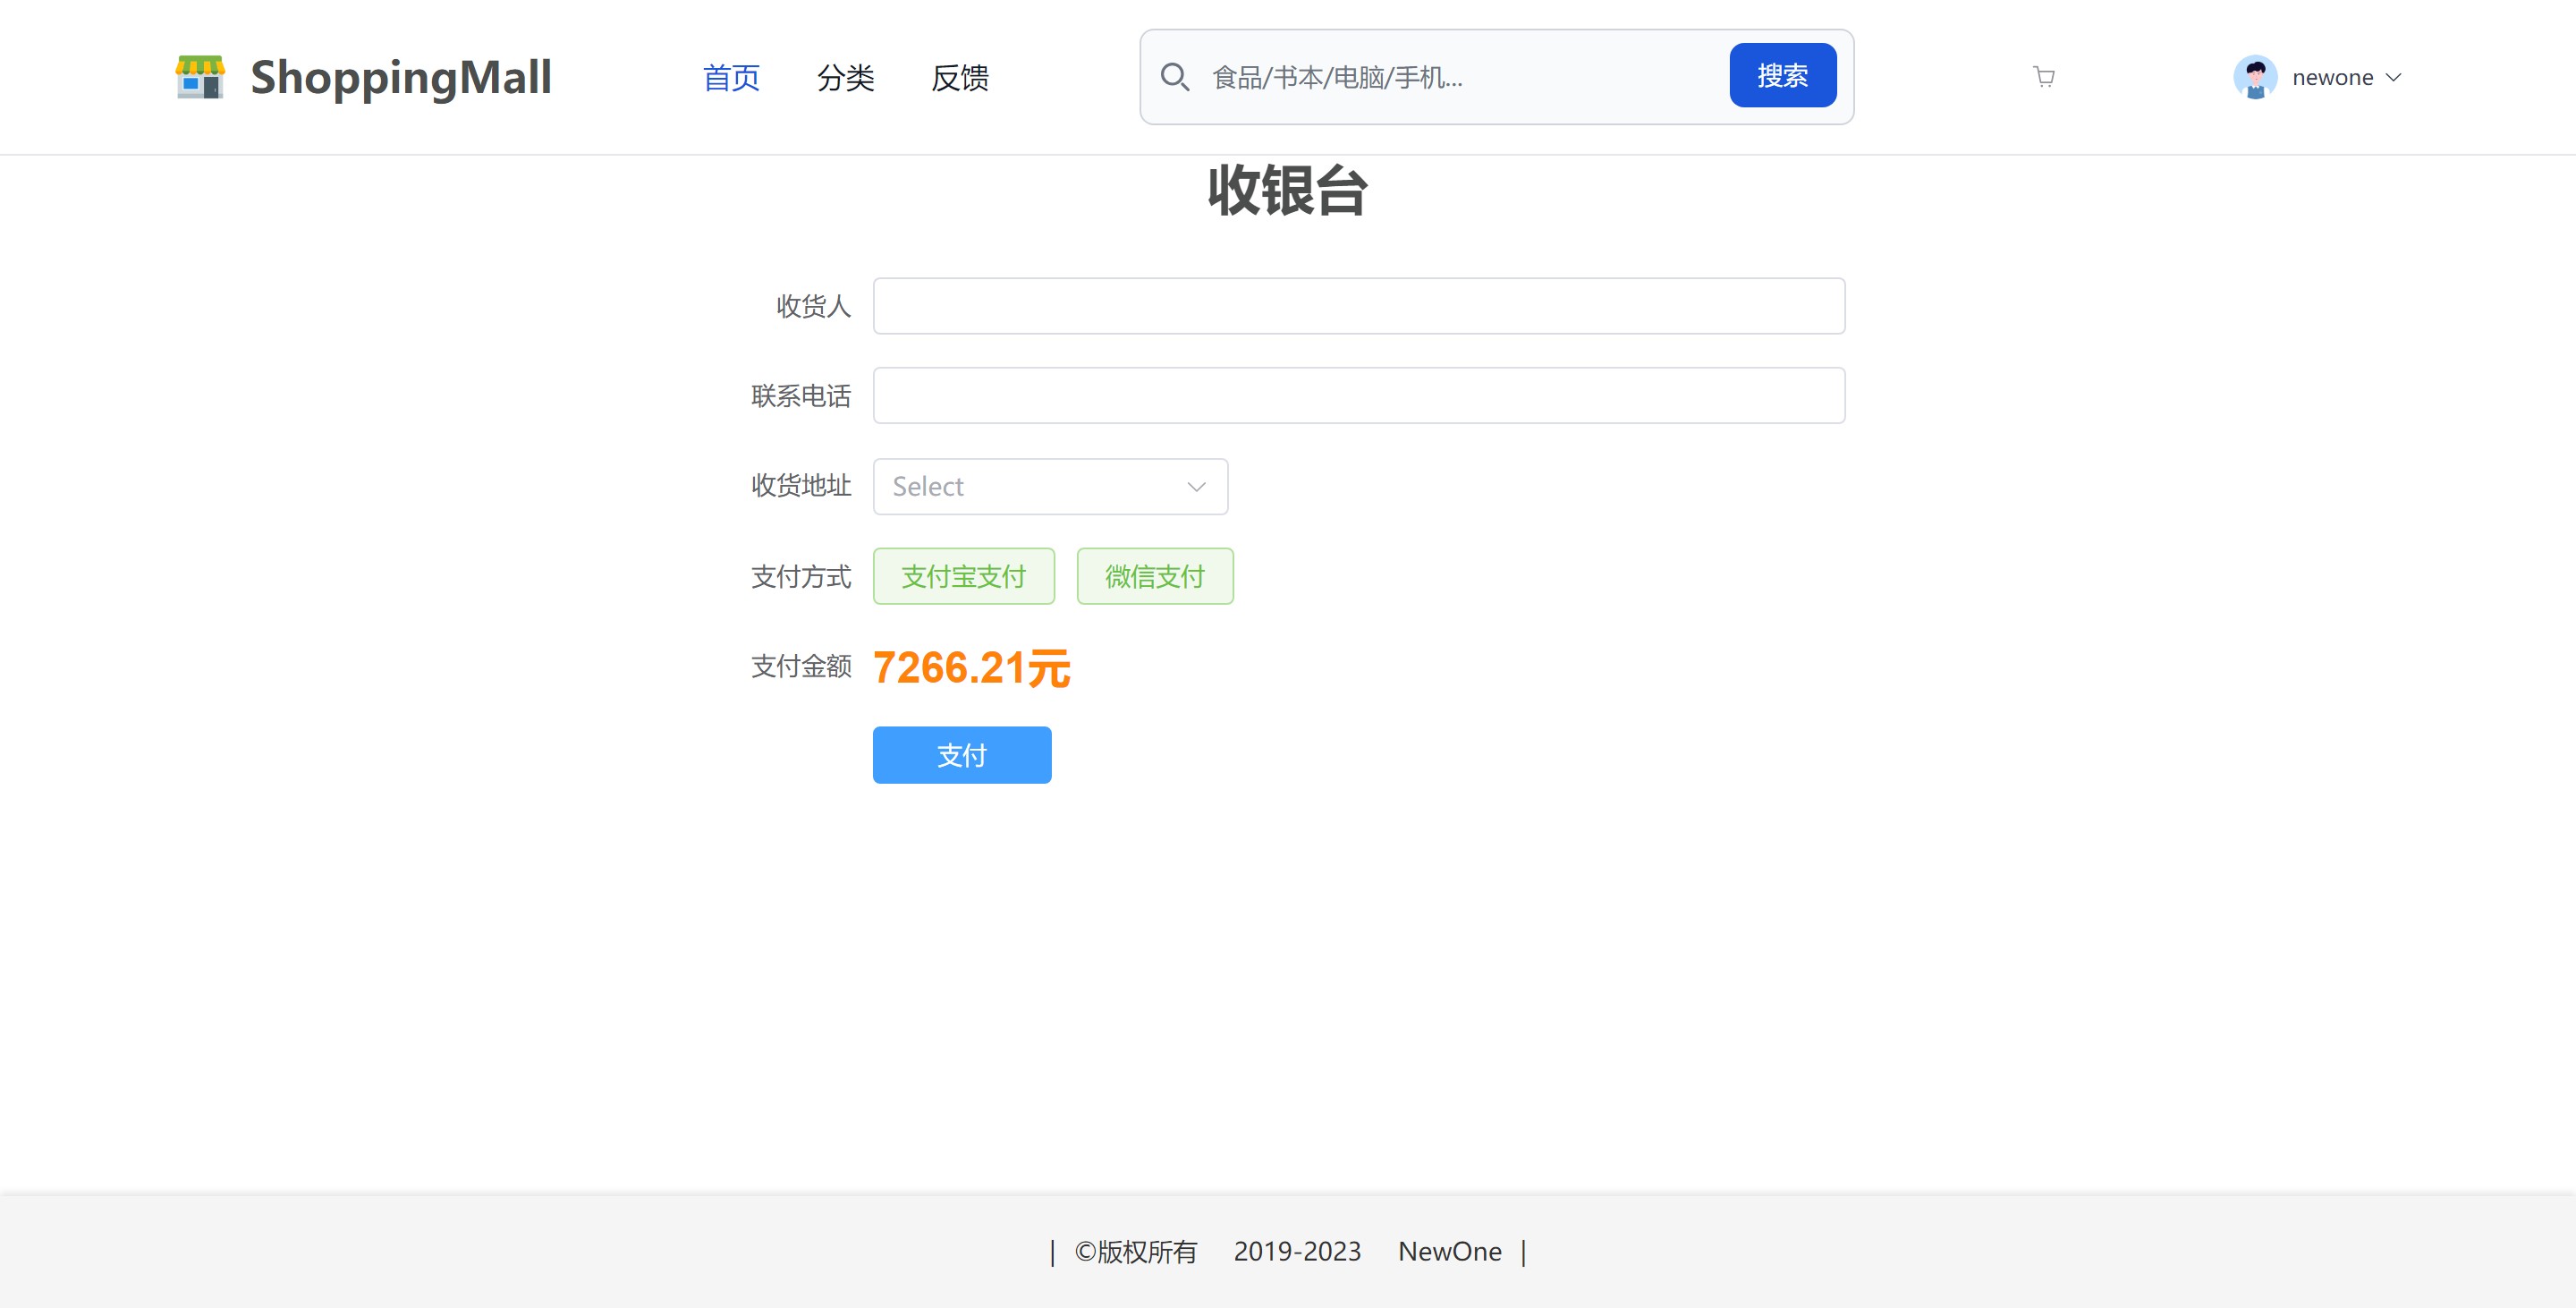 ShoppingMall 首页 分类 反馈 食品/书本/电脑/手机... 搜索 newone
收银台
收货人
联系电话
收货地址 Select
支付方式 支付宝支付 微信支付
支付金额 7266.21元
支付
| ©版权所有 2019-2023 NewOne |